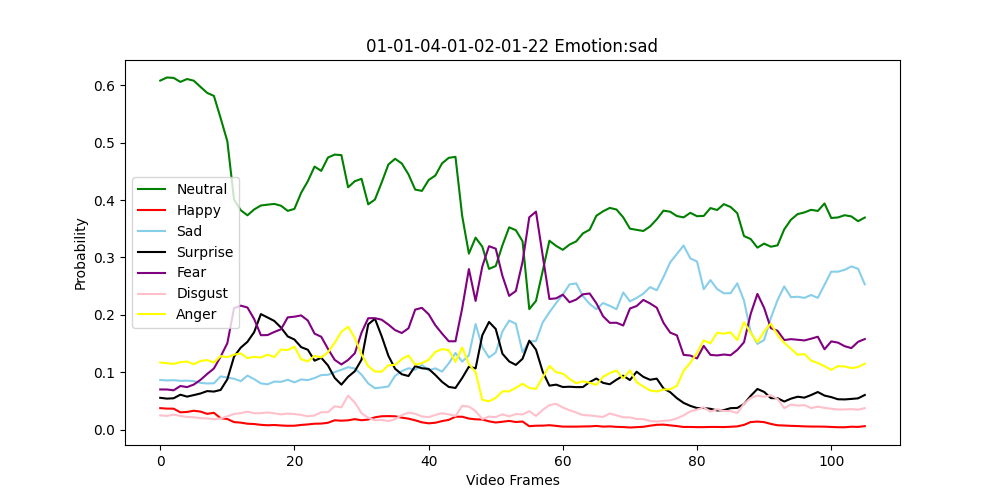 01-01-04-01-02-01-22 Emotion:sad
Probability
0.6
0.5
0.4
0.3
0.2
0.1
0.0
Neutral
Happy
Sad
Surprise
Fear
Disgust
Anger
0
20
40
60
80
100
Video Frames